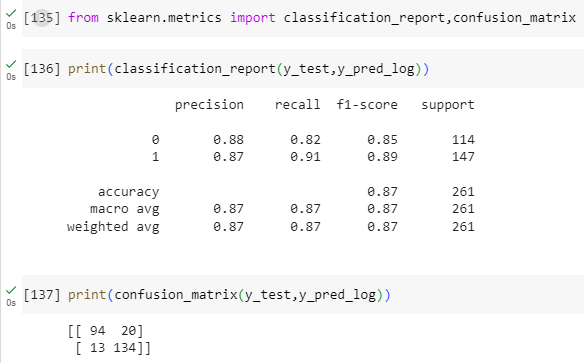 [135] from sklearn.metrics import classification_report,confusion_matrix
0s
[136] print(classification_report(y_test,y_pred_log))
0s
precision recall f1-score support
0 0.88 0.82 0.85 114
1 0.87 0.91 0.89 147
accuracy 0.87 261
macro avg 0.87 0.87 0.87 261
weighted avg 0.87 0.87 0.87 261
[137] print(confusion_matrix(y_test,y_pred_log))
0s
[[ 94 20]
[ 13 134]]